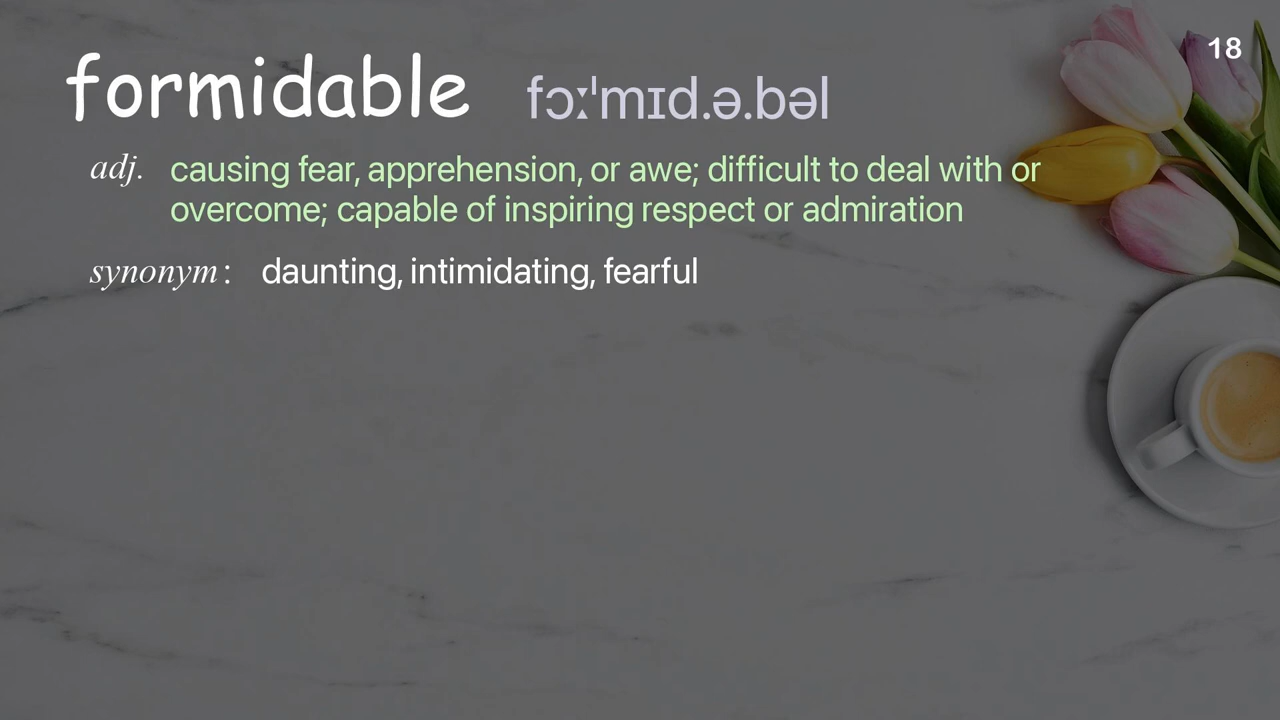 18
formidable fɔːˈmɪd.ə.bəl
adj. causing fear, apprehension, or awe; difficult to deal with or
overcome; capable of inspiring respect or admiration
synonym : daunting, intimidating, fearful